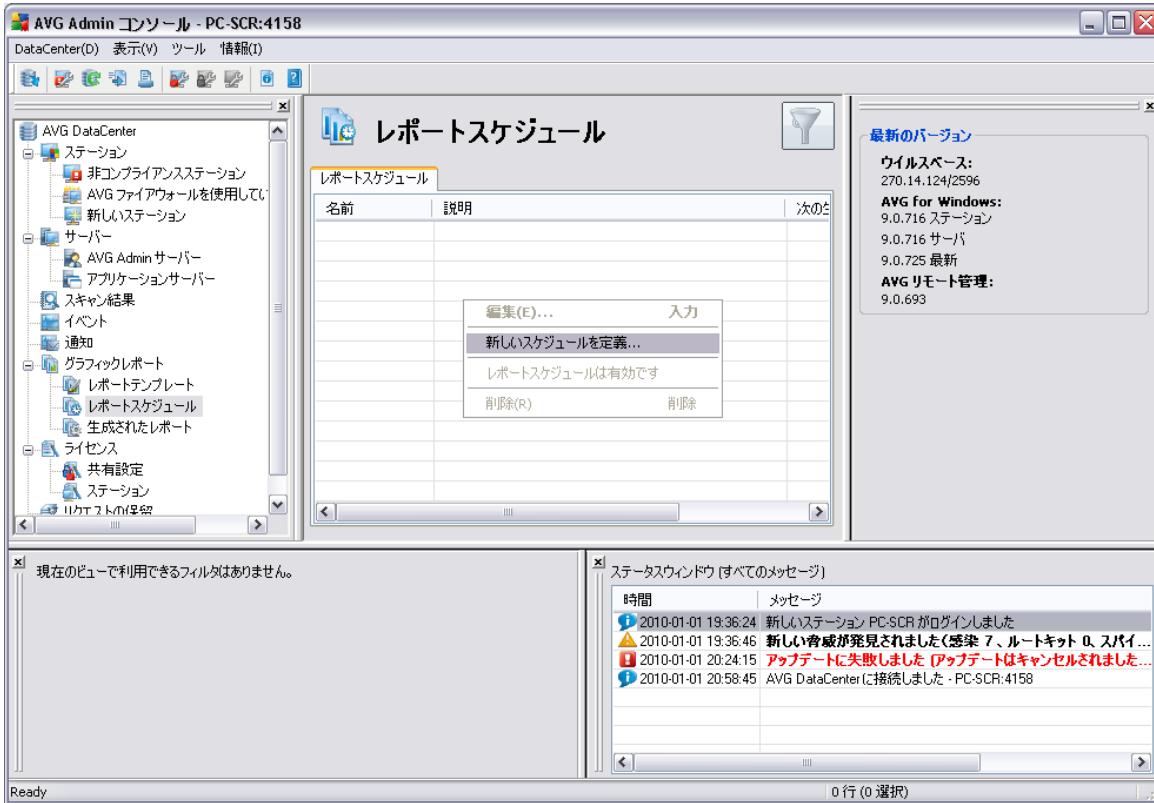 AVG Admin コンソール - PC-SCR:4158
DataCenter(D) 表示(V) ツール 情報(I)
AVG DataCenter
ステーション
非コンプライアンスステーション
AVG ファイアウォールを使用してい
新しいステーション
サーバー
AVG Admin サーバー
アプリケーションサーバー
スキャン結果
イベント
通知
グラフィックレポート
レポートテンプレート
レポートスケジュール
生成されたレポート
ライセンス
共有設定
ステーション
リクエストの保留
レポートスケジュール
レポートスケジュール
名前 説明 次の生
編集(E)... 入力
新しいスケジュールを定義...
レポートスケジュールは有効です
削除(R) 削除
最新のバージョン
ウイルスベース:
270.14.124/2596
AVG for Windows:
9.0.716 ステーション
9.0.716 サーバ
9.0.725 最新
AVG リモート管理:
9.0.693
現在のビューで利用できるフィルタはありません。
ステータスウィンドウ (すべてのメッセージ)
時間 メッセージ
2010-01-01 19:36:24 新しいステーション PC-SCR がログインしました
2010-01-01 19:36:46 新しい脅威が発見されました(感染 7、ルートキット 0、スパイ...
2010-01-01 20:24:15 アップデートに失敗しました (アップデートはキャンセルされました...
2010-01-01 20:58:45 AVG DataCenter に接続しました - PC-SCR:4158
Ready 0 行 (0 選択)